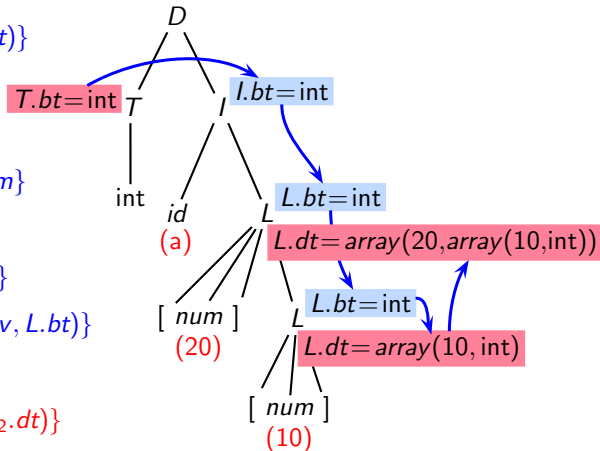 D
t)}
T.bt=int T I I.bt=int
m}
int id L L.bt=int
(a)
L.dt=array(20,array(10,int))
}
[ num ] L L.bt=int
v, L.bt)}
(20) L.dt=array(10, int)
[ num ]
2.dt)}
(10)